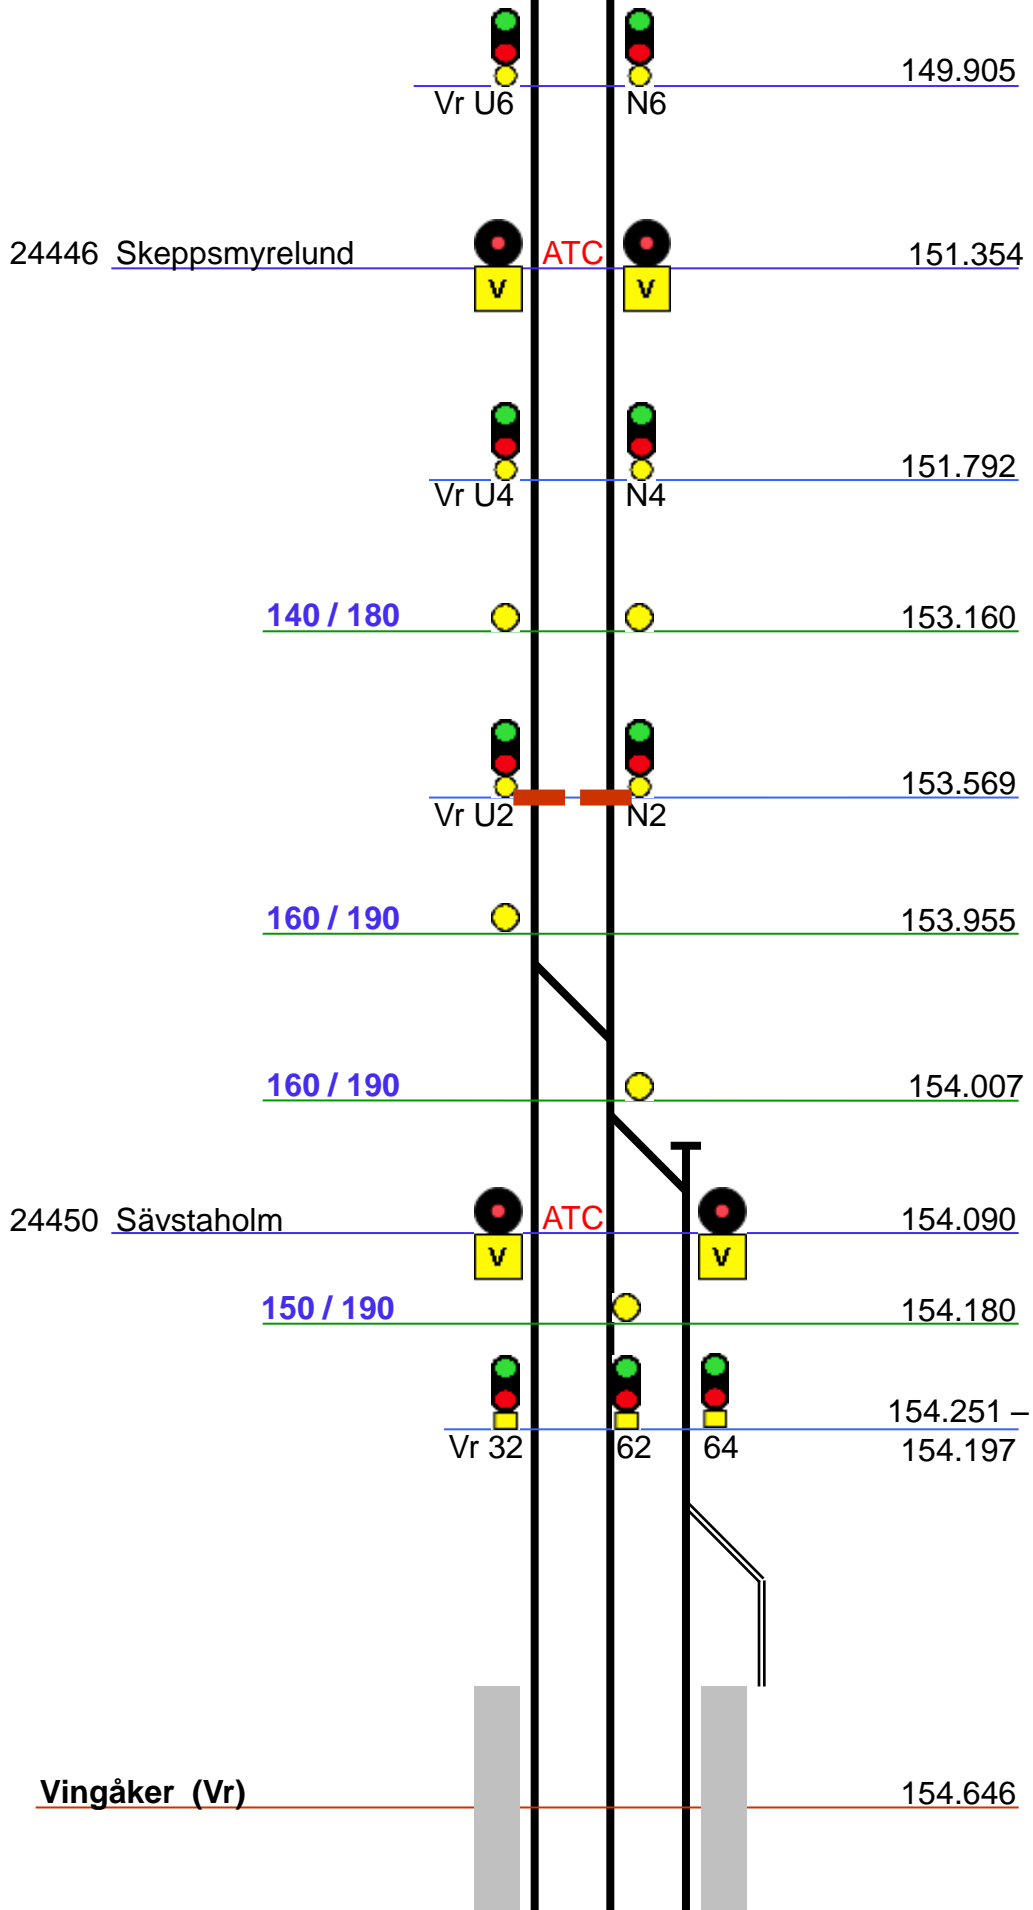 149.905
Vr U6 N6
24446 Skeppsmyrelund ATC 151.354
V V
151.792
Vr U4 N4
140 / 180 153.160
153.569
Vr U2 N2
160 / 190 153.955
160 / 190 154.007
24450 Sävstaholm ATC 154.090
V V
150 / 190 154.180
154.251 –
Vr 32 62 64 154.197
Vingåker (Vr) 154.646